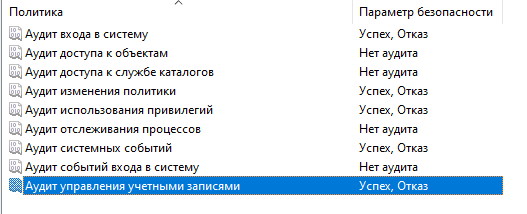 Политика Параметр безопасности
Аудит входа в систему Успех, Отказ
Аудит доступа к объектам Нет аудита
Аудит доступа к службе каталогов Нет аудита
Аудит изменения политики Успех, Отказ
Аудит использования привилегий Успех, Отказ
Аудит отслеживания процессов Нет аудита
Аудит системных событий Успех, Отказ
Аудит событий входа в систему Нет аудита
Аудит управления учетными записями Успех, Отказ